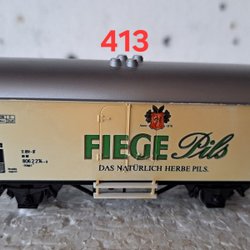 413
FIEGE Pils
DAS NATÜRLICH HERBE PILS.